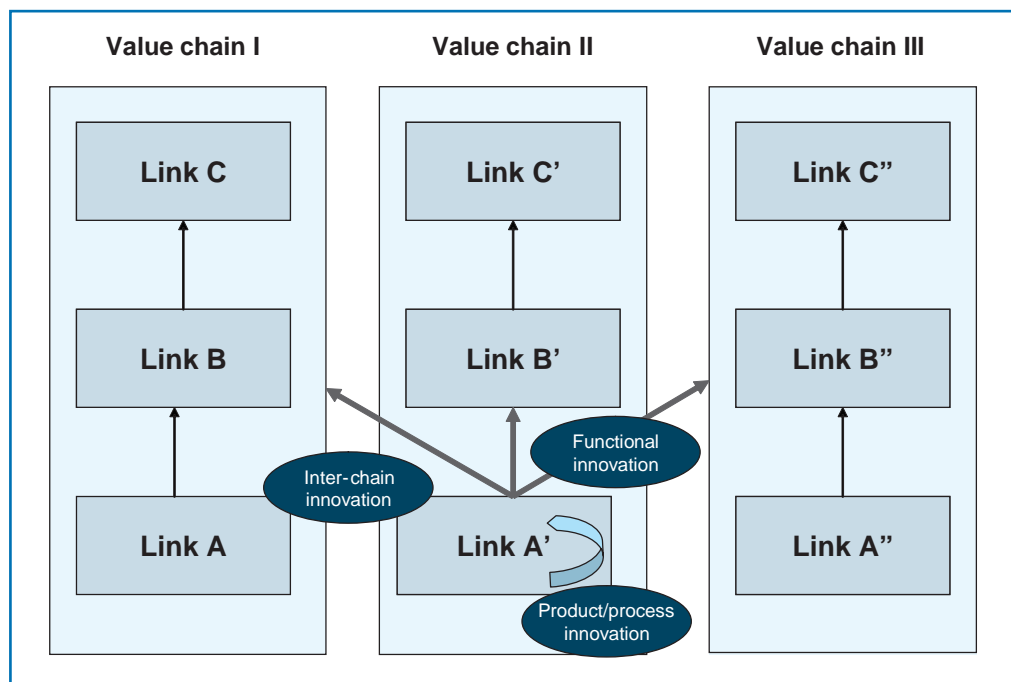 Value chain I
Value chain II
Value chain III
Link C
Link C’
Link C”
Link B
Link B’
Link B”
Functional
innovation
Inter-chain
innovation
Link A
Link A’
Link A”
Product/process
innovation